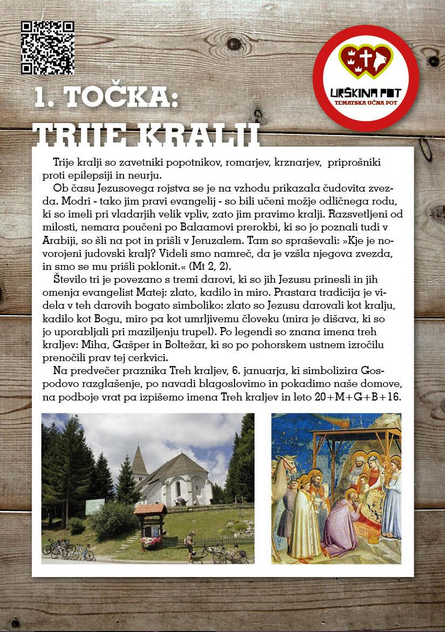 URŠKINA POT
TEMATSKA UČNA POT
1. TOČKA:
TRIJE KRALJI
Trije kralji so zavetniki popotnikov, romarjev, krznarjev, priprošniki
proti epilepsiji in neurju.
Ob času Jezusovega rojstva se je na vzhodu prikazala čudovita zvez-
da. Modri - tako jim pravi evangelij - so bili učeni možje odličnega rodu,
ki so imeli pri vladarjih velik vpliv, zato jim pravimo kralji. Razsvetljeni od
milosti, nemara poučeni po Balaamovi prerokbi, ki so jo poznali tudi v
Arabiji, so šli na pot in prišli v Jeruzalem. Tam so spraševali: »Kje je no-
vorojeni judovski kralj? Videli smo namreč, da je vzšla njegova zvezda,
in smo se mu prišli poklonit.« (Mt 2, 2).
Število tri je povezano s tremi darovi, ki so jih Jezusu prinesli in jih
omenja evangelist Matej: zlato, kadilo in miro. Prastara tradicija je vi-
dela v teh darovih bogato simboliko: zlato so Jezusu darovali kot kralju,
kadilo kot Bogu, miro pa kot umrljivemu človeku (mira je dišava, ki so
jo uporabljali pri maziljenju trupel). Po legendi so znana imena treh
kraljev: Miha, Gašper in Boltežar, ki so po pohorskem ustnem izročilu
prenočili prav tej cerkvici.
Na predvečer praznika Treh kraljev, 6. januarja, ki simbolizira Gos-
podovo razglašenje, po navadi blagoslovimo in pokadimo naše domove,
na podboje vrat pa izpišemo imena Treh kraljev in leto 20+M+G+B+16.